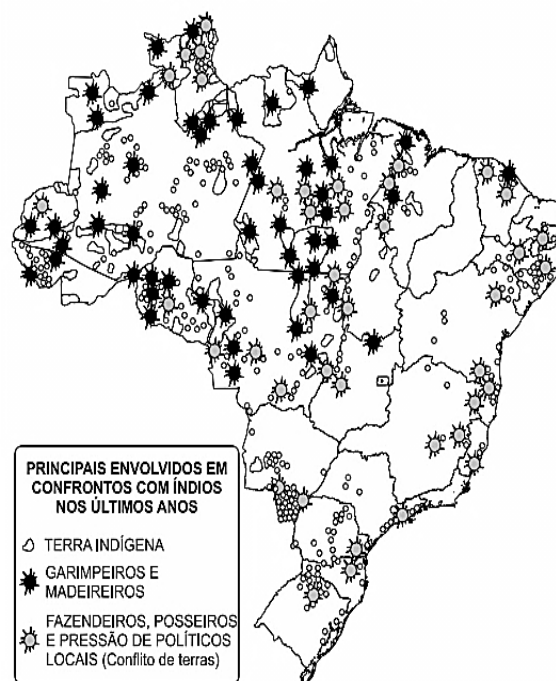 PRINCIPAIS ENVOLVIDOS EM
CONFRONTOS COM ÍNDIOS
NOS ÚLTIMOS ANOS
TERRA INDÍGENA
GARIMPEIROS E
MADEIREIROS
FAZENDEIROS, POSSEIROS
E PRESSÃO DE POLÍTICOS
LOCAIS (Conflito de terras)